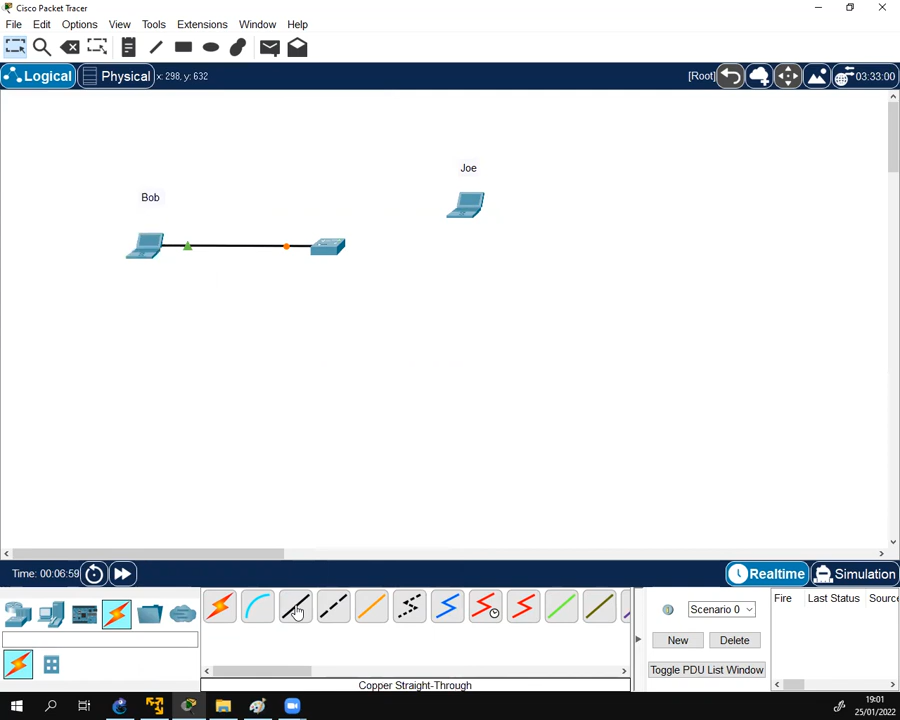 Cisco Packet Tracer
File Edit Options View Tools Extensions Window Help
Logical Physical x: 298, y: 632 [Root] 03:33:00
Joe
Bob
Time: 00:06:59 Realtime Simulation
Scenario 0 Fire Last Status Source
New Delete
Toggle PDU List Window
Copper Straight-Through
19:01
25/01/2022